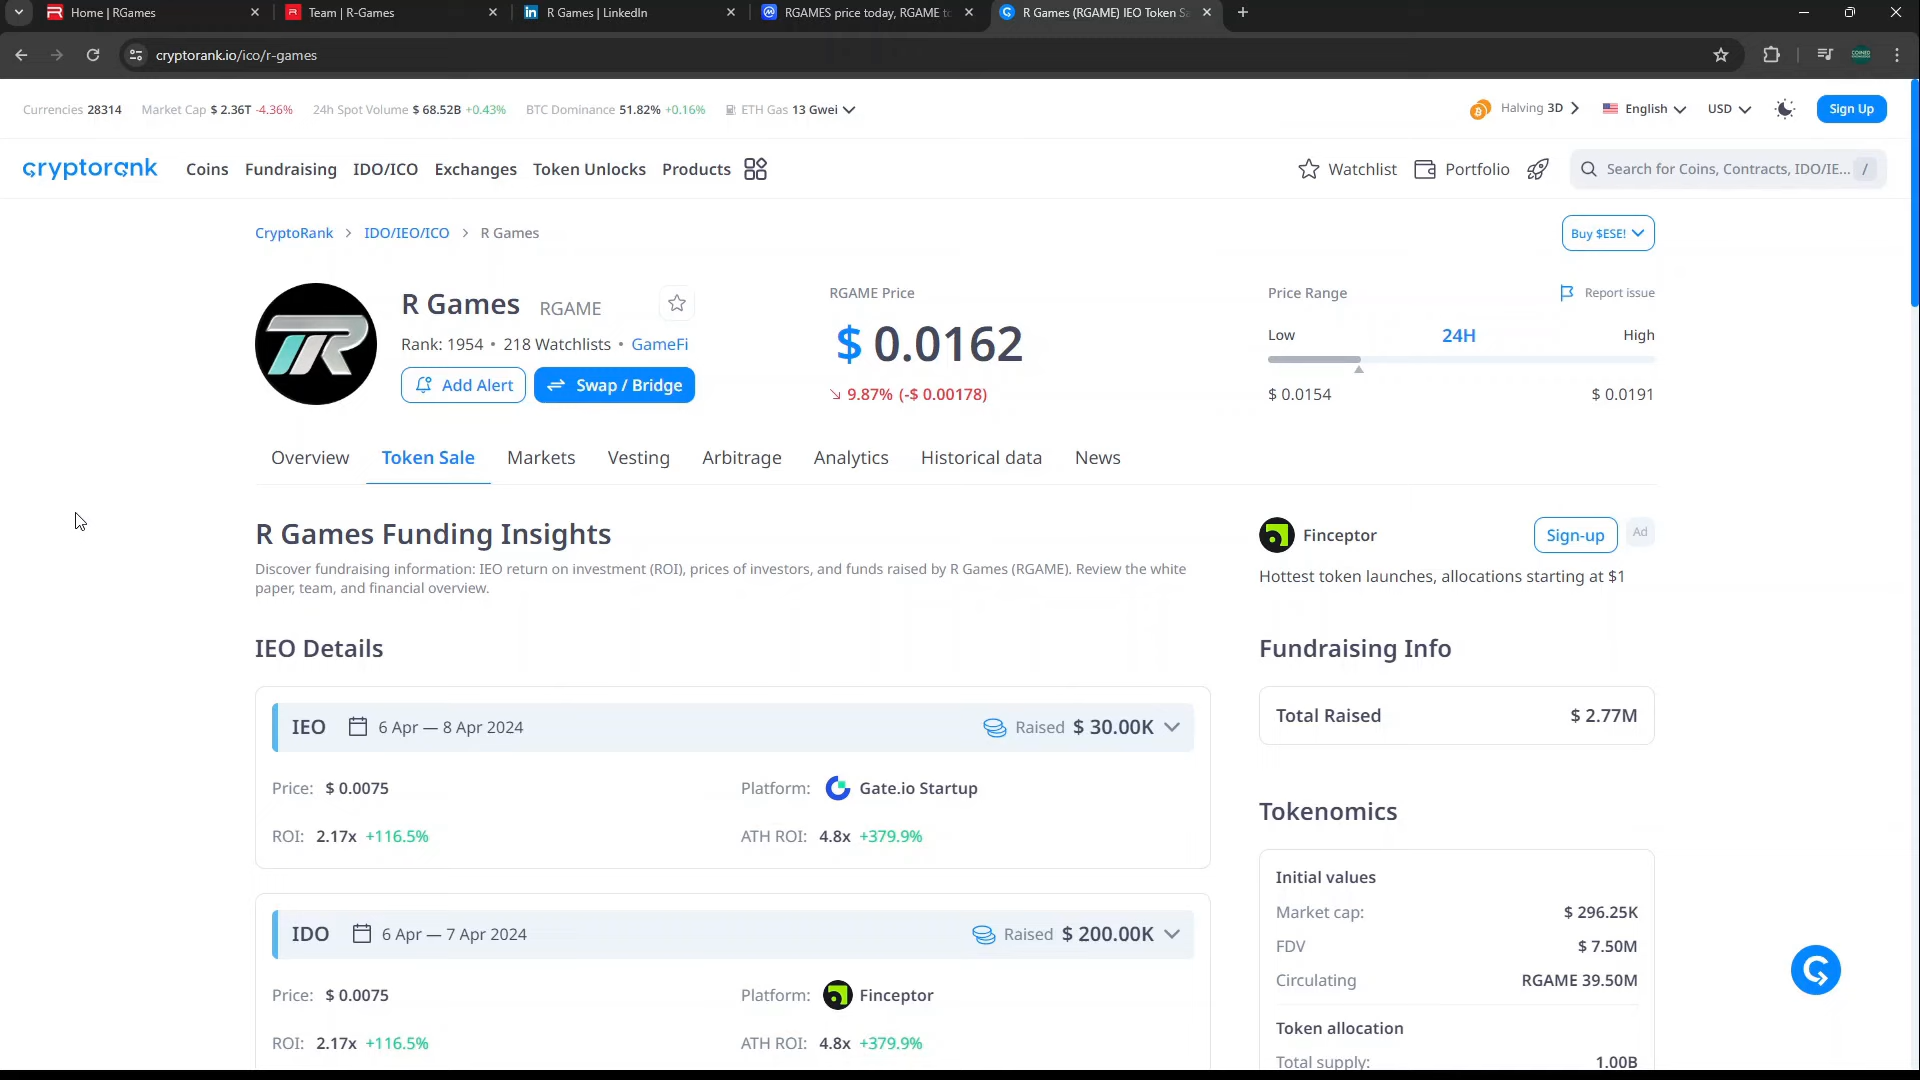 Home | RGames
Team | R-Games
R Games | LinkedIn
RGAMES price today, RGAME to
R Games (RGAME) IEO Token Sa
cryptorank.io/ico/r-games
Currencies 28314 Market Cap $ 2.36T -4.36% 24h Spot Volume $ 68.52B +0.43% BTC Dominance 51.82% +0.16% ETH Gas 13 Gwei
Halving 3D English USD Sign Up
cryptorank Coins Fundraising IDO/ICO Exchanges Token Unlocks Products
Watchlist Portfolio Search for Coins, Contracts, IDO/IE... /
CryptoRank > IDO/IEO/ICO > R Games
Buy $ESE!
R Games RGAME
Rank: 1954 • 218 Watchlists • GameFi
Add Alert Swap / Bridge
RGAME Price
$ 0.0162
9.87% (-$ 0.00178)
Price Range Report issue
Low 24H High
$ 0.0154 $ 0.0191
Overview Token Sale Markets Vesting Arbitrage Analytics Historical data News
R Games Funding Insights
Discover fundraising information: IEO return on investment (ROI), prices of investors, and funds raised by R Games (RGAME). Review the white
paper, team, and financial overview.
Finceptor Sign-up Ad
Hottest token launches, allocations starting at $1
IEO Details
IEO 6 Apr — 8 Apr 2024 Raised $ 30.00K
Price: $ 0.0075 Platform: Gate.io Startup
ROI: 2.17x +116.5% ATH ROI: 4.8x +379.9%
IDO 6 Apr — 7 Apr 2024 Raised $ 200.00K
Price: $ 0.0075 Platform: Finceptor
ROI: 2.17x +116.5% ATH ROI: 4.8x +379.9%
Fundraising Info
Total Raised $ 2.77M
Tokenomics
Initial values
Market cap: $ 296.25K
FDV $ 7.50M
Circulating RGAME 39.50M
Token allocation
Total supply: 1.00B